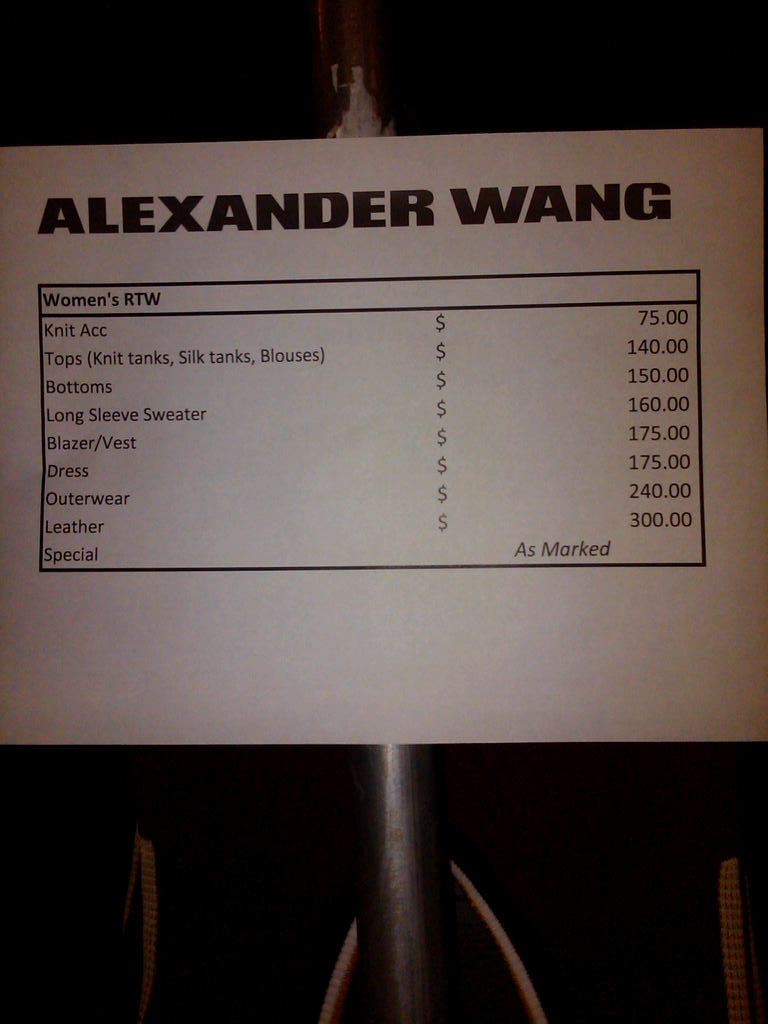 ALEXANDER WANG
Women's RTW
Knit Acc $ 75.00
Tops (Knit tanks, Silk tanks, Blouses) $ 140.00
Bottoms $ 150.00
Long Sleeve Sweater $ 160.00
Blazer/Vest $ 175.00
Dress $ 175.00
Outerwear $ 240.00
Leather $ 300.00
Special As Marked